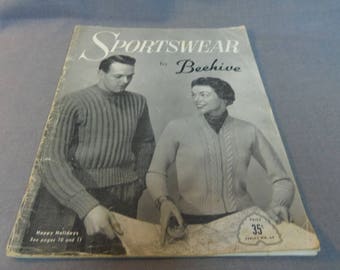 SPORTSWEAR
by Beehive
Happy Holidays
See pages 10 and 11
PRICE
35¢